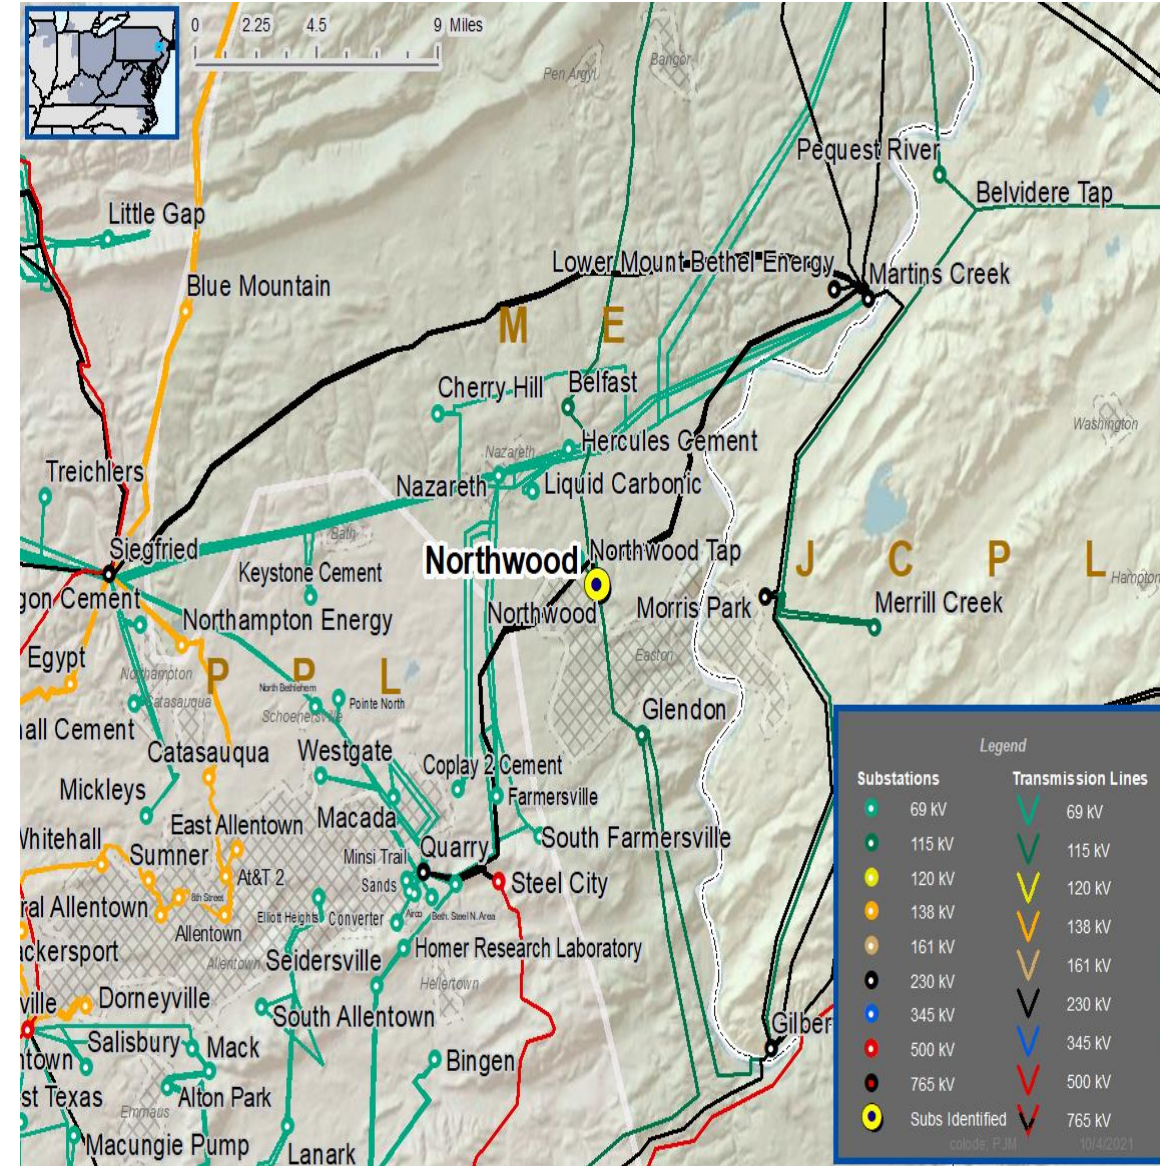 0 2.25 4.5 9 Miles
Bangor
Pen Argyl
Pequest River
Belvidere Tap
Little Gap
Lower Mount Bethel Energy
Martins Creek
Blue Mountain
M E
Cherry Hill
Belfast
Washington
Hercules Cement
Nazareth
Treichlers
Nazareth
Liquid Carbonic
Bath
Siegfried
Northwood
Northwood Tap
J C P L
Keystone Cement
Hampton
gon Cement
Northampton Energy
Northwood
Morris Park
Merrill Creek
Egypt
Easton
Northampton
P P L
North Bethlehem
Catasauqua
Pointe North
Schoenersville
Glendon
hall Cement
Catasauqua
Westgate
Coplay 2 Cement
Mickleys
Farmersville
Macada
East Allentown
Whitehall
South Farmersville
Sumner
Minsi Trail
Quarry
At&T 2
Sands
Steel City
8th Street
ral Allentown
Elliott Heights
Converter
Airco
Beth. Steel N. Area
Allentown
ackersport
Homer Research Laboratory
Allentown
Seidersville
Hellertown
ville
Dorneyville
South Allentown
Gilber
Salisbury
Mack
ntown
Bingen
st Texas
Alton Park
Emmaus
Macungie Pump
Lanark
Legend
Substations Transmission Lines
69 kV 69 kV
115 kV 115 kV
120 kV 120 kV
138 kV 138 kV
161 kV 161 kV
230 kV 230 kV
345 kV 345 kV
500 kV 500 kV
765 kV 765 kV
Subs Identified
colode, PJM 10/4/2021